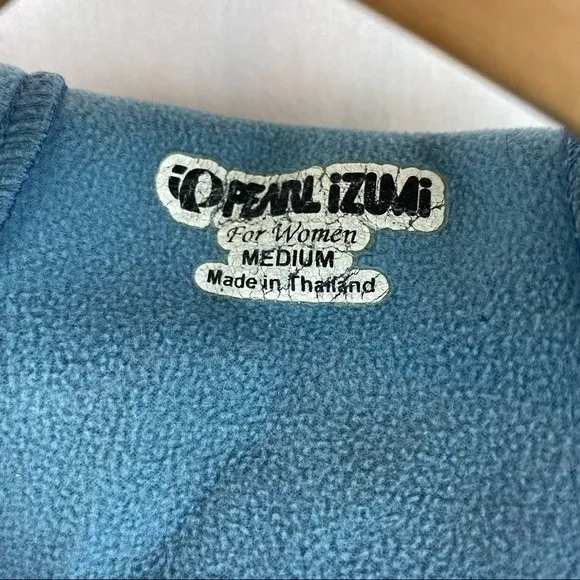 PEARL iZUMi
For Women
MEDIUM
Made in Thailand